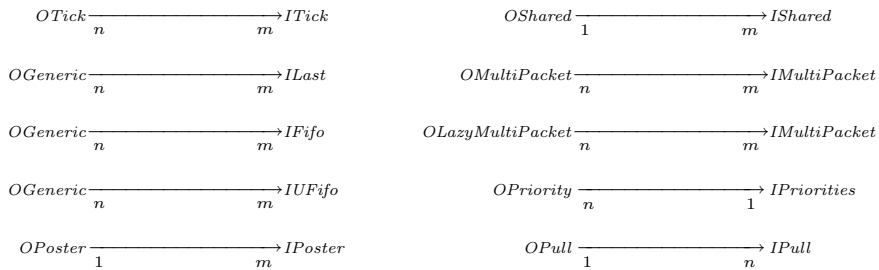 OTick n m ITick
OGeneric n m ILast
OGeneric n m IFifo
OGeneric n m IUFifo
OPoster 1 m IPoster
OShared 1 m IShared
OMultiPacket n m IMultiPacket
OLazyMultiPacket n m IMultiPacket
OPriority n 1 IPriorities
OPull 1 n IPull